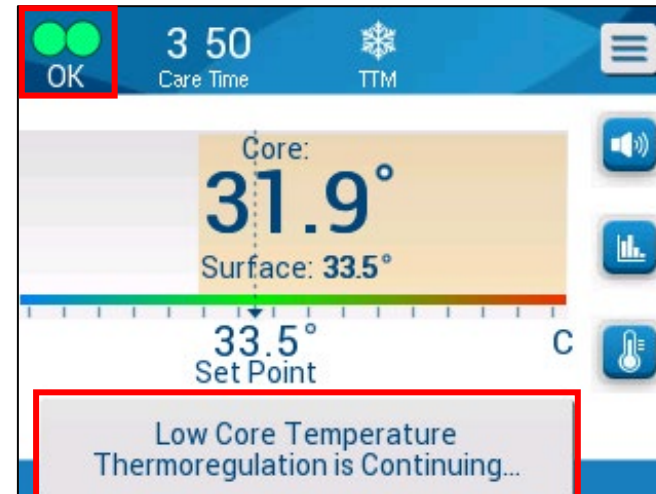 OK
3 50
Care Time
TTM
Core:
31.9°
Surface: 33.5°
33.5°
Set Point
C
Low Core Temperature
Thermoregulation is Continuing...